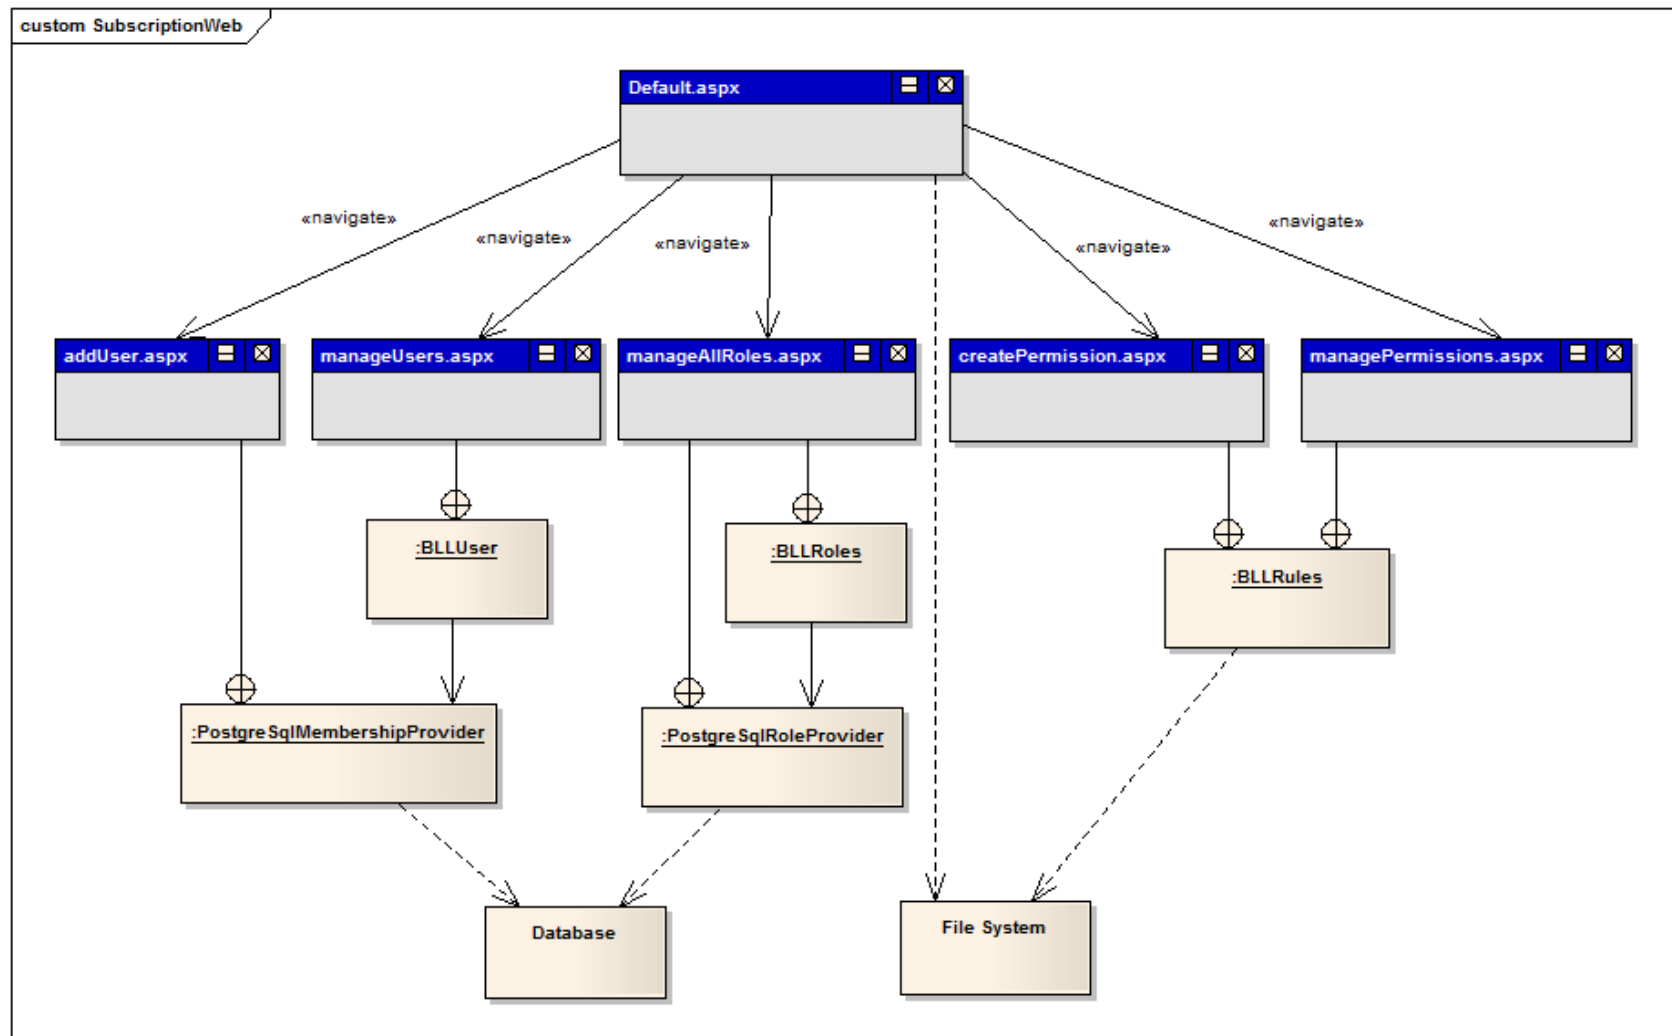 custom SubscriptionWeb
Default.aspx
«navigate»
«navigate»
«navigate»
«navigate»
«navigate»
addUser.aspx
manageUsers.aspx
manageAllRoles.aspx
createPermission.aspx
managePermissions.aspx
:BLLUser
:BLLRoles
:BLLRules
:PostgreSqlMembershipProvider
:PostgreSqlRoleProvider
Database
File System